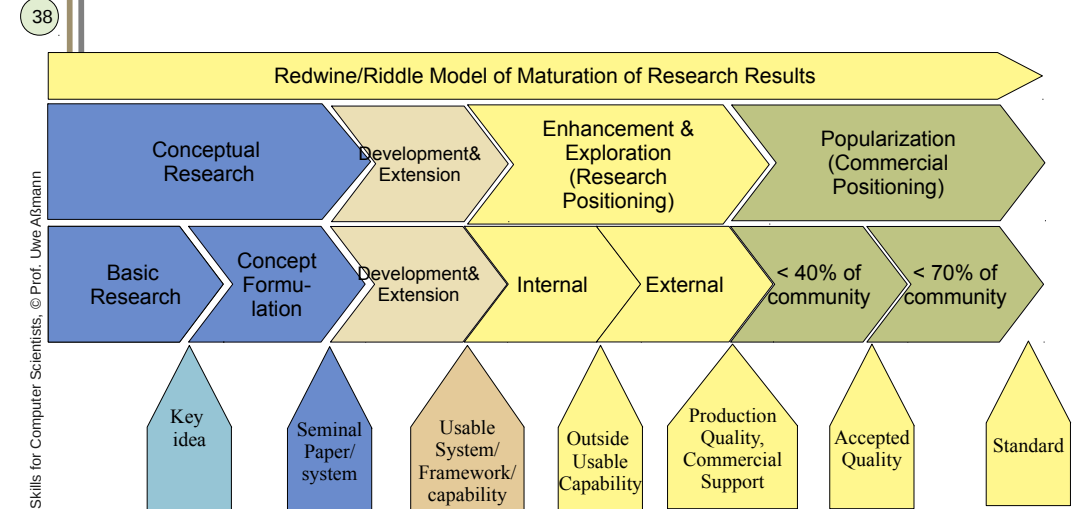 38
Redwine/Riddle Model of Maturation of Research Results
Conceptual
Research
Development&
Extension
Enhancement &
Exploration
(Research
Positioning)
Popularization
(Commercial
Positioning)
Basic
Research
Concept
Formu-
lation
Development&
Extension
Internal
External
< 40% of
community
< 70% of
community
Key
idea
Seminal
Paper/
system
Usable
System/
Framework/
capability
Outside
Usable
Capability
Production
Quality,
Commercial
Support
Accepted
Quality
Standard
Skills for Computer Scientists, © Prof. Uwe Aßmann